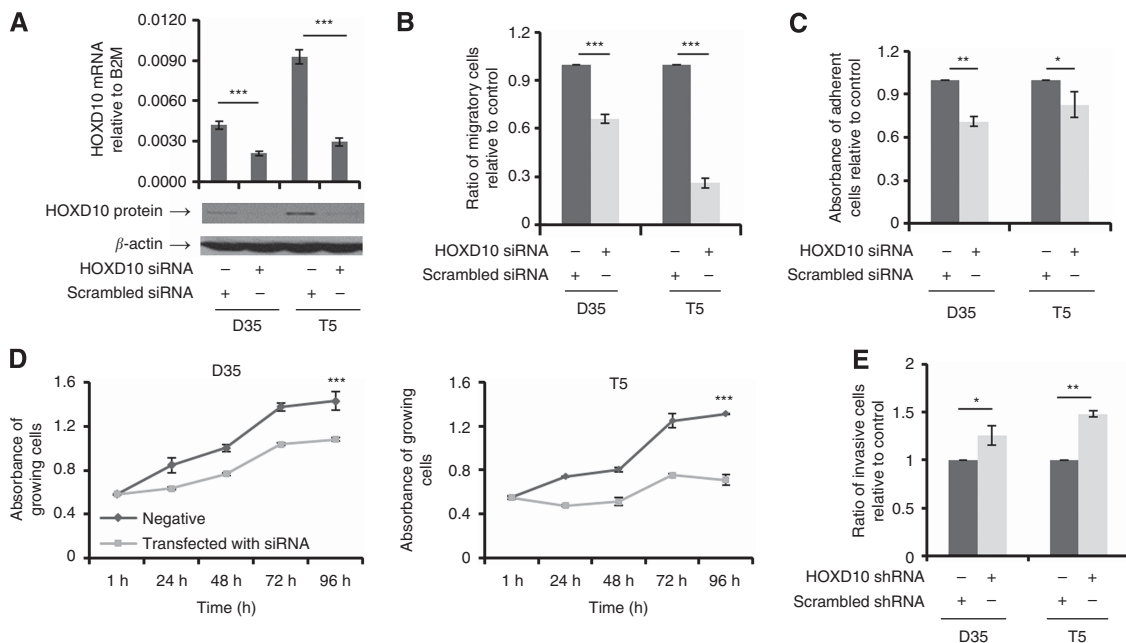 A
HOXD10 mRNA
relative to B2M
0.0120
0.0090
0.0060
0.0030
0.0000
***
***
HOXD10 protein →
β-actin →
HOXD10 siRNA – + – +
Scrambled siRNA + – + –
D35 T5
B
Ratio of migratory cells
relative to control
1.2
0.9
0.6
0.3
0
*** ***
HOXD10 siRNA – + – +
Scrambled siRNA + – + –
D35 T5
C
Absorbance of adherent
cells relative to control
1.2
0.9
0.6
0.3
0
** *
HOXD10 siRNA – + – +
Scrambled siRNA + – + –
D35 T5
D
D35
Absorbance of
growing cells
1.6
1.2
0.8
0.4
0
***
Negative
Transfected with siRNA
1 h 24 h 48 h 72 h 96 h
Time (h)
T5
Absorbance of growing
cells
1.6
1.2
0.8
0.4
0
***
1 h 24 h 48 h 72 h 96 h
Time (h)
E
Ratio of invasive cells
relative to control
2
1.5
1
0.5
0
* **
HOXD10 shRNA – + – +
Scrambled shRNA + – + –
D35 T5